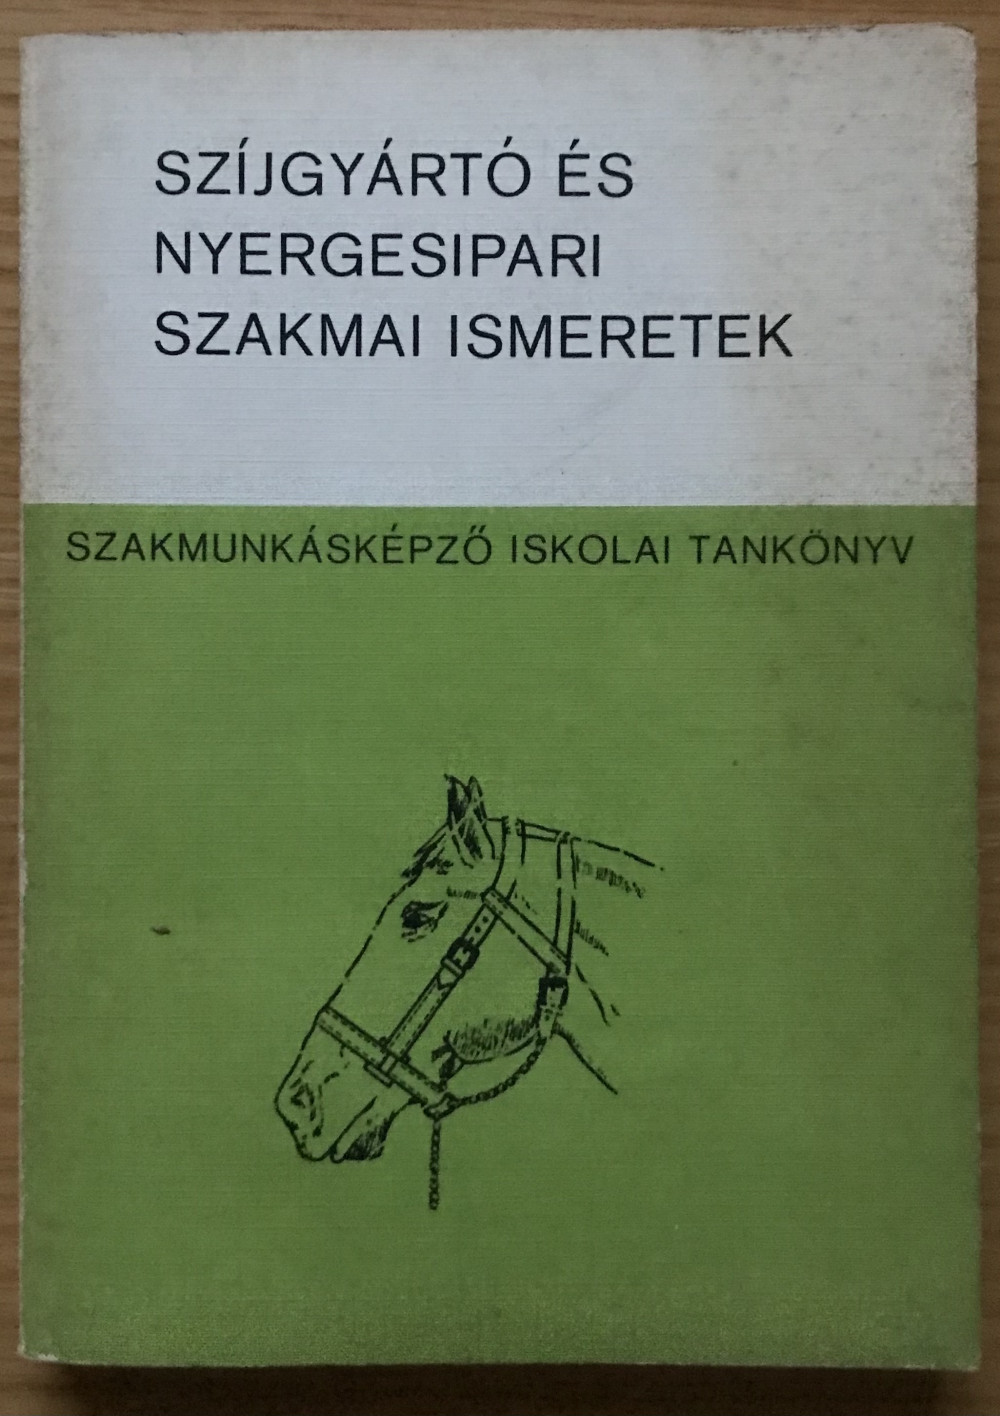 SZÍJGYÁRTÓ ÉS
NYERGESIPARI
SZAKMAI ISMERETEK
SZAKMUNKÁSKÉPZŐ ISKOLAI TANKÖNYV